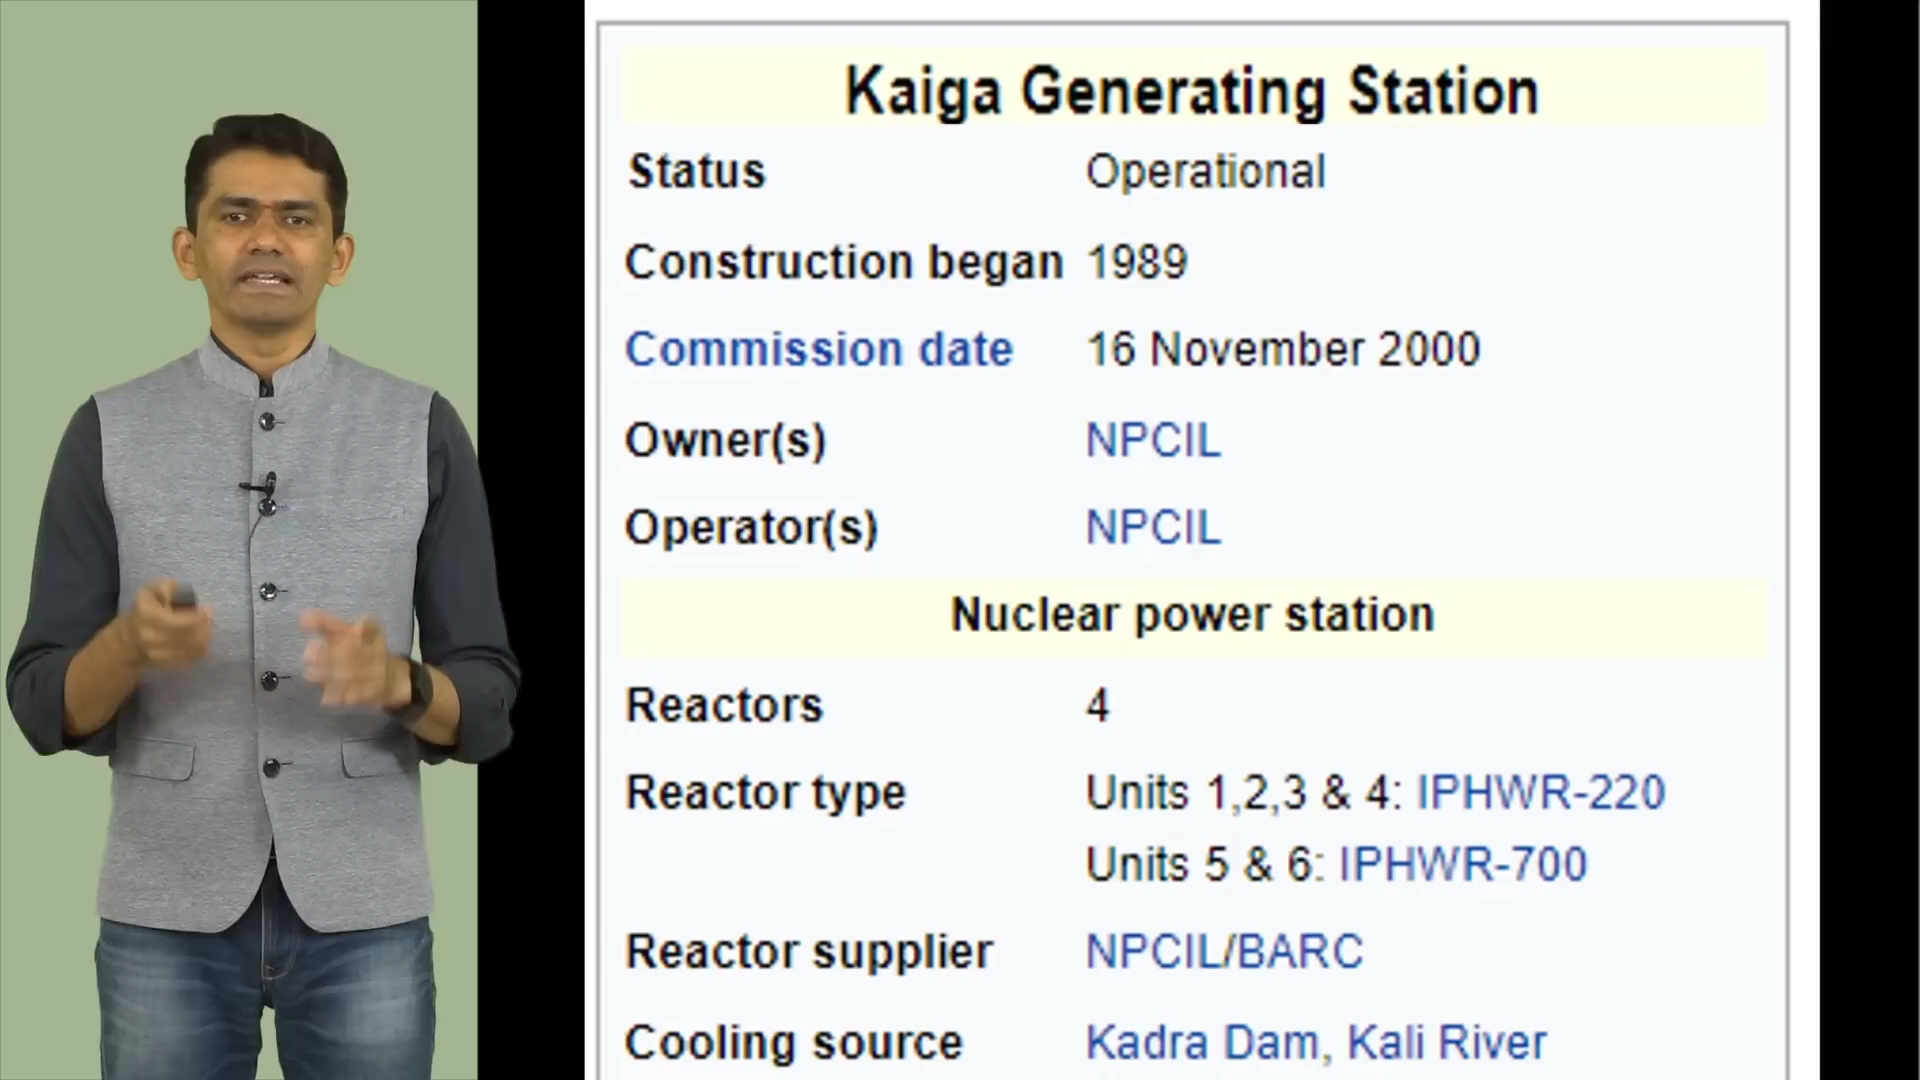 Kaiga Generating Station
Status Operational
Construction began 1989
Commission date 16 November 2000
Owner(s) NPCIL
Operator(s) NPCIL
Nuclear power station
Reactors 4
Reactor type Units 1,2,3 & 4: IPHWR-220
Units 5 & 6: IPHWR-700
Reactor supplier NPCIL/BARC
Cooling source Kadra Dam, Kali River